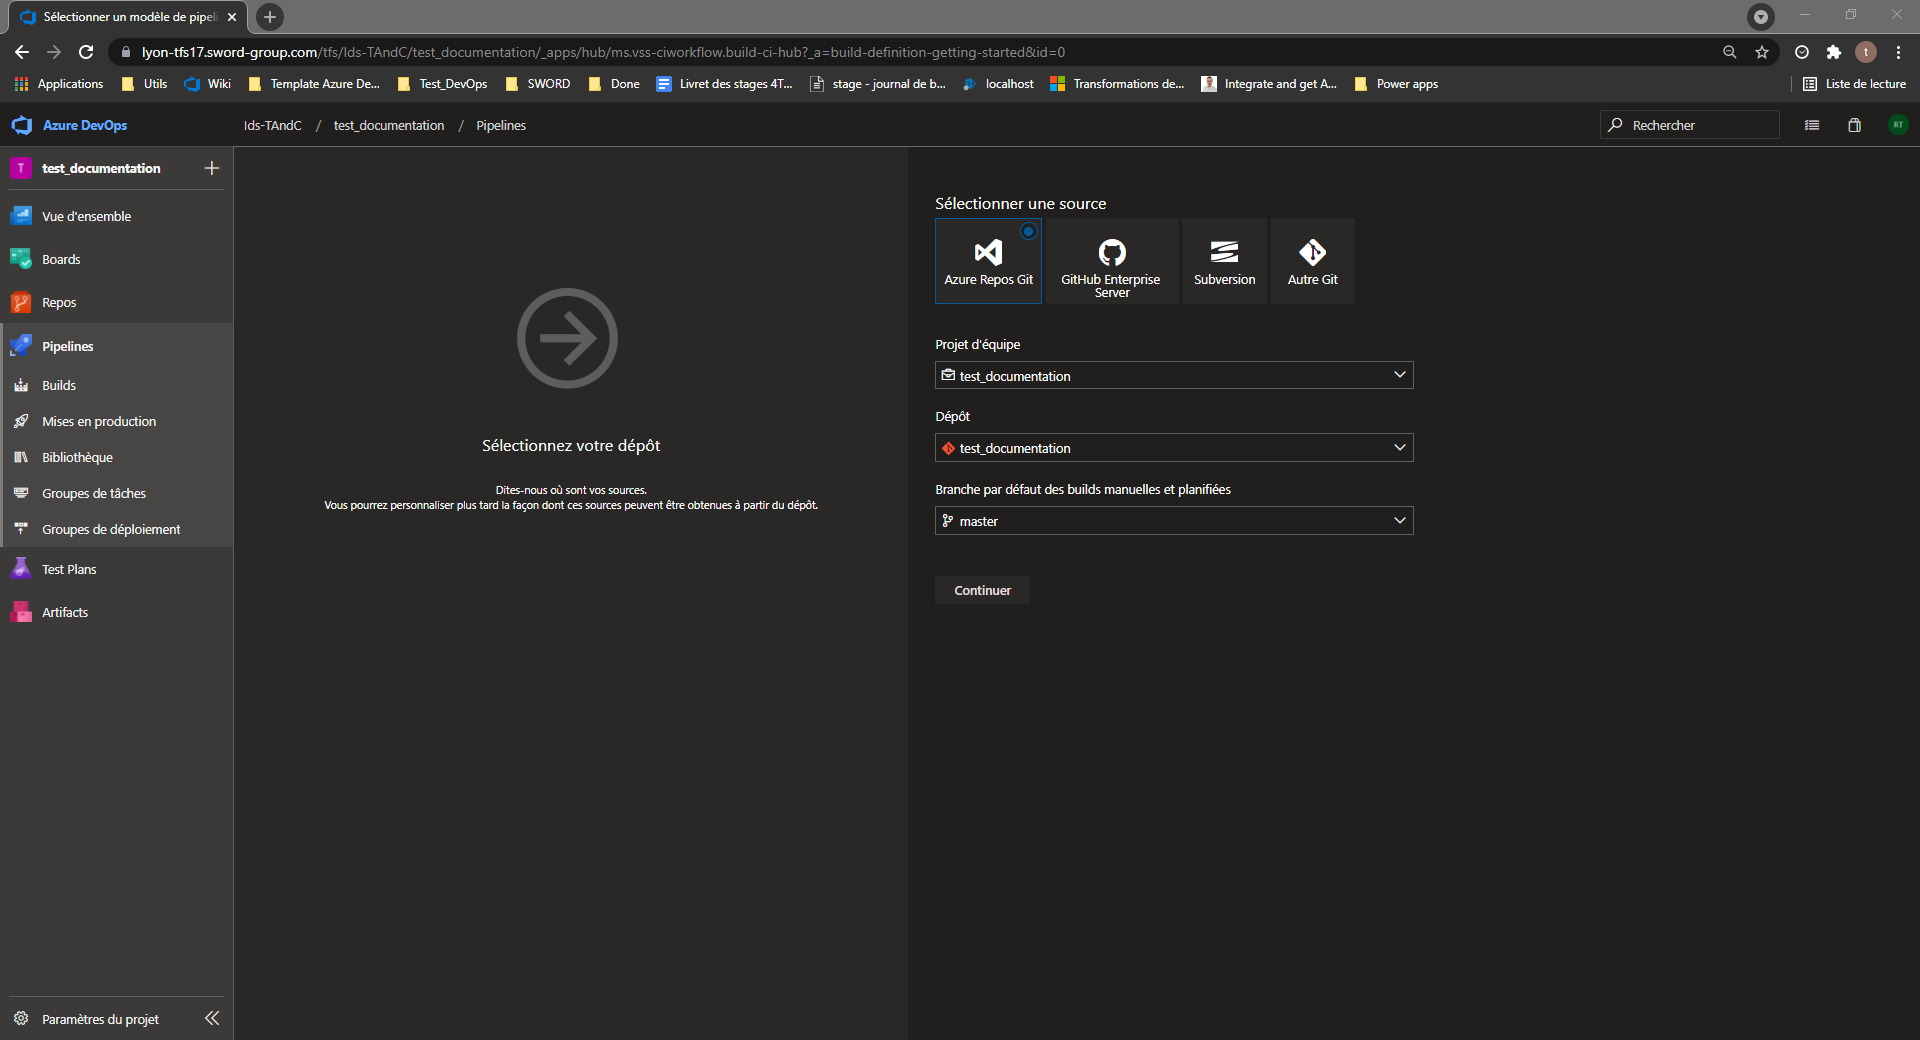 Sélectionner un modèle de pipeli
lyon-tfs17.sword-group.com/tfs/Ids-TAndC/test_documentation/_apps/hub/ms.vss-ciworkflow.build-ci-hub?_a=build-definition-getting-started&id=0
Applications Utils Wiki Template Azure De... Test_DevOps SWORD Done Livret des stages 4T... stage - journal de b... localhost Transformations de... Integrate and get A... Power apps Liste de lecture
Azure DevOps Ids-TAndC / test_documentation / Pipelines Rechercher RT
T test_documentation
Vue d'ensemble
Boards
Repos
Pipelines
Builds
Mises en production
Bibliothèque
Groupes de tâches
Groupes de déploiement
Test Plans
Artifacts
Paramètres du projet
Sélectionnez votre dépôt
Dites-nous où sont vos sources.
Vous pourrez personnaliser plus tard la façon dont ces sources peuvent être obtenues à partir du dépôt.
Sélectionner une source
Azure Repos Git
GitHub Enterprise
Server
Subversion
Autre Git
Projet d'équipe
test_documentation
Dépôt
test_documentation
Branche par défaut des builds manuelles et planifiées
master
Continuer